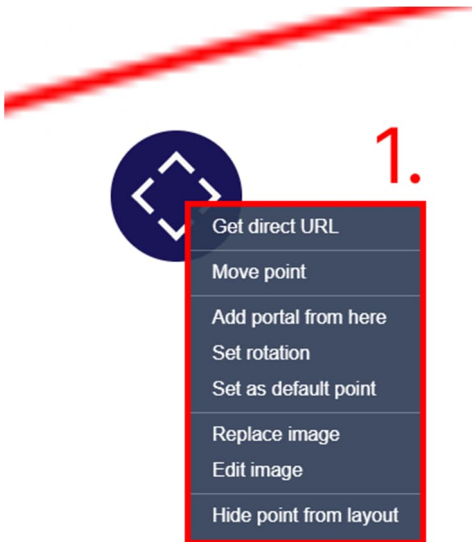 1.
Get direct URL
Move point
Add portal from here
Set rotation
Set as default point
Replace image
Edit image
Hide point from layout